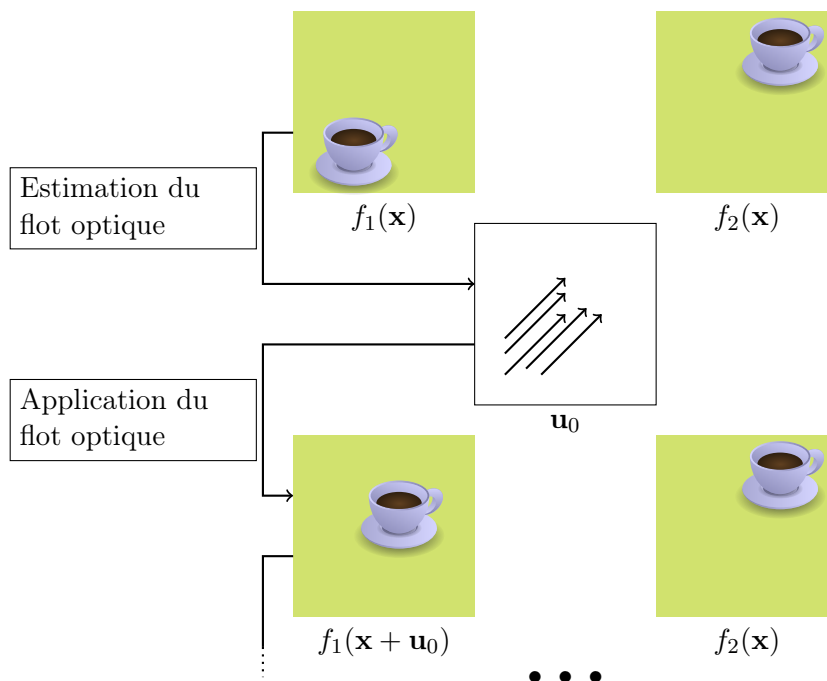 Estimation du
flot optique
f₁(𝐱)
f₂(𝐱)
𝐮₀
Application du
flot optique
f₁(𝐱 + 𝐮₀)
f₂(𝐱)